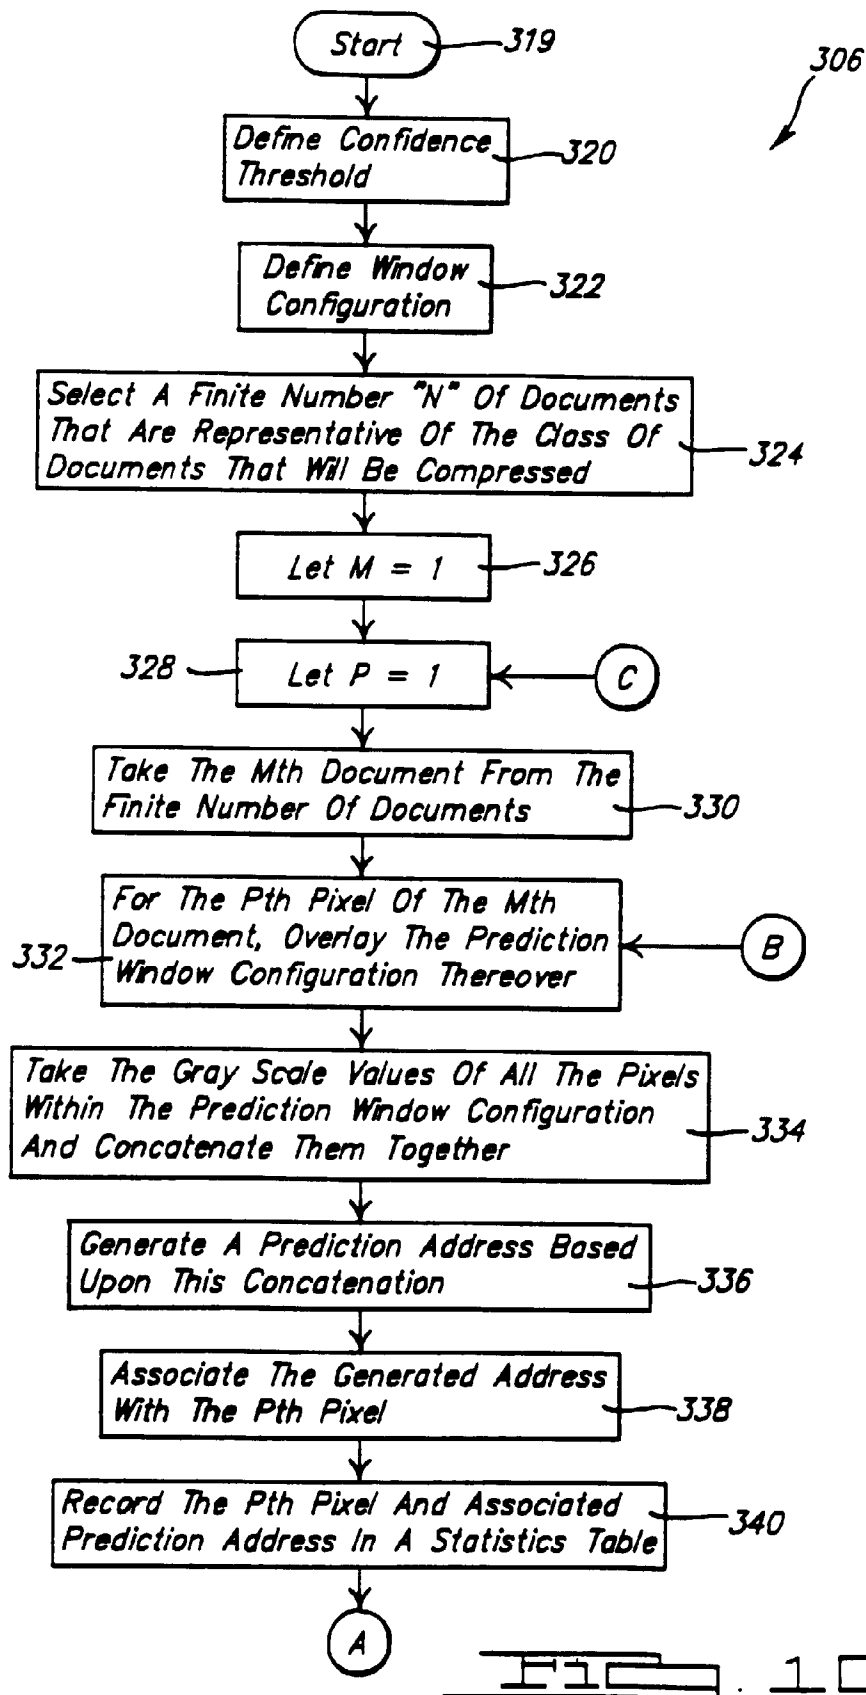 Start
319
306
Define Confidence
Threshold
320
Define Window
Configuration
322
Select A Finite Number "N" Of Documents
That Are Representative Of The Class Of
Documents That Will Be Compressed
324
Let M = 1
326
328
Let P = 1
C
Take The Mth Document From The
Finite Number Of Documents
330
For The Pth Pixel Of The Mth
Document, Overlay The Prediction
Window Configuration Thereover
332
B
Take The Gray Scale Values Of All The Pixels
Within The Prediction Window Configuration
And Concatenate Them Together
334
Generate A Prediction Address Based
Upon This Concatenation
336
Associate The Generated Address
With The Pth Pixel
338
Record The Pth Pixel And Associated
Prediction Address In A Statistics Table
340
A